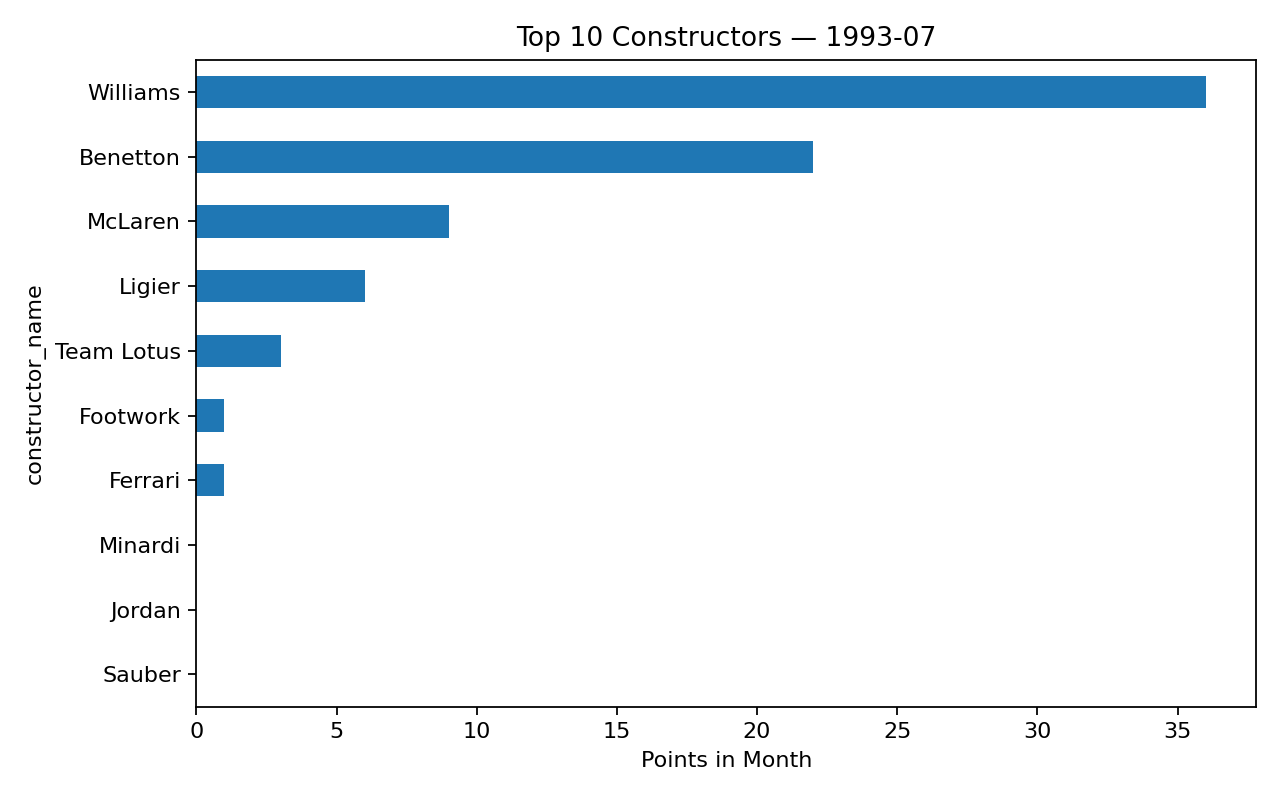 Top 10 Constructors — 1993-07
constructor_name
Williams
Benetton
McLaren
Ligier
Team Lotus
Footwork
Ferrari
Minardi
Jordan
Sauber
0 5 10 15 20 25 30 35
Points in Month